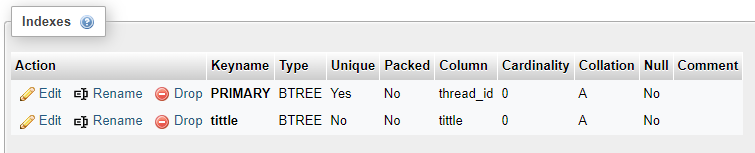 Indexes
Action Keyname Type Unique Packed Column Cardinality Collation Null Comment
Edit Rename Drop PRIMARY BTREE Yes No thread_id 0 A No
Edit Rename Drop tittle BTREE No No tittle 0 A No